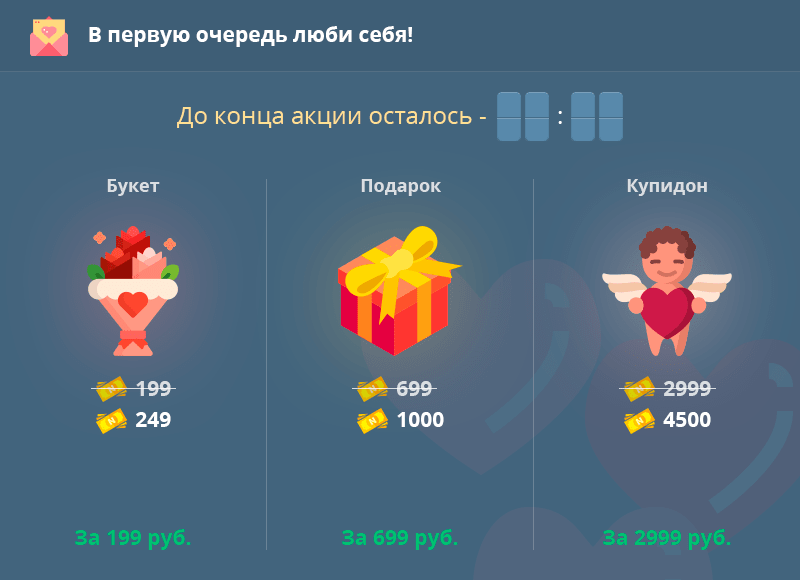 В первую очередь люби себя!
До конца акции осталось - :
Букет
Подарок
Купидон
199
699
2999
249
1000
4500
За 199 руб.
За 699 руб.
За 2999 руб.